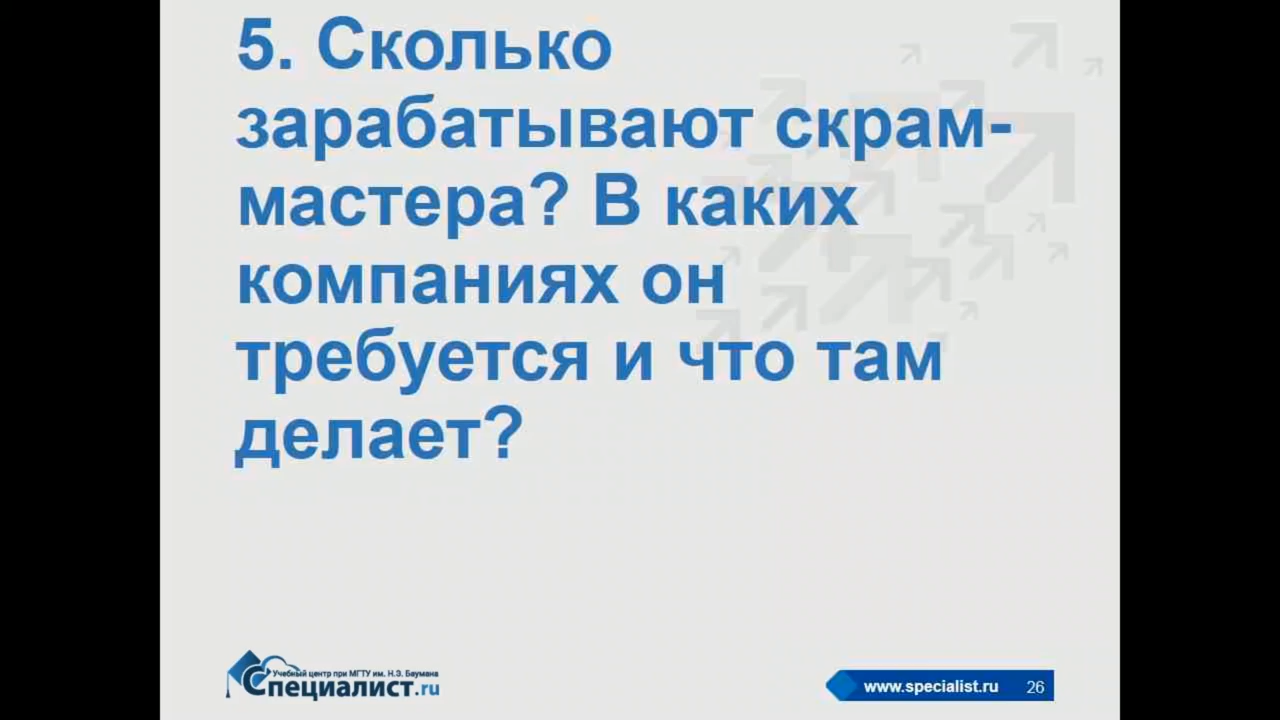 5. Сколько
зарабатывают скрам-
мастера? В каких
компаниях он
требуется и что там
делает?
Учебный центр при МГТУ им. Н.Э. Баумана
Специалист.ru
www.specialist.ru 26